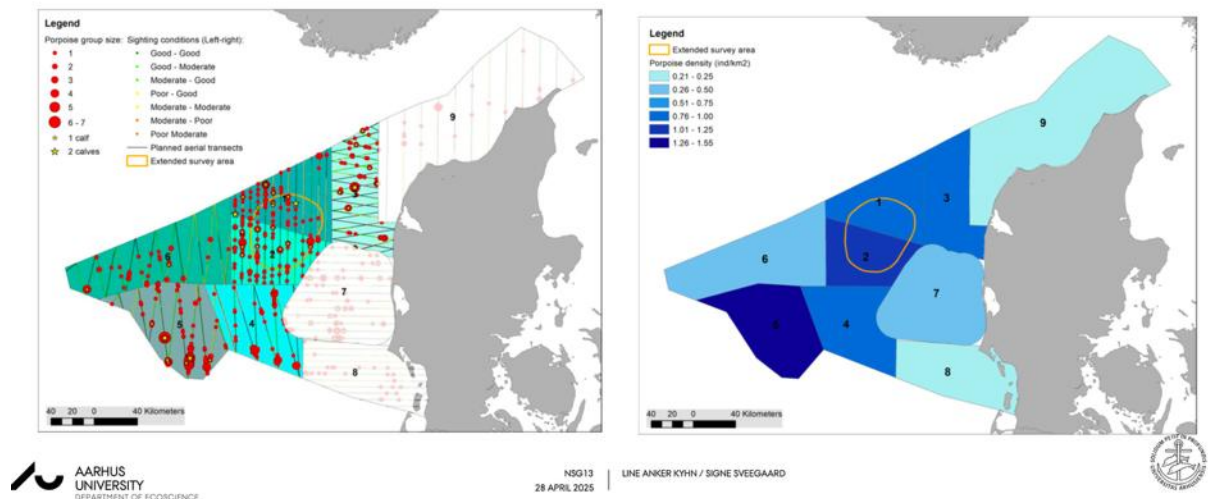 Legend
Porpoise group size: Sighting conditions (Left-right):
1 Good - Good
2 Good - Moderate
3 Moderate - Good
4 Poor - Good
5 Moderate - Moderate
6 - 7 Moderate - Poor
1 calf Poor Moderate
2 calves Planned aerial transects
Extended survey area
9
3
1
2
6
7
5
4
8
40 20 0 40 Kilometers
Legend
Extended survey area
Porpoise density (ind/km2)
0.21 - 0.25
0.26 - 0.50
0.51 - 0.75
0.76 - 1.00
1.01 - 1.25
1.26 - 1.55
9
1
3
2
6
7
5
4
8
40 20 0 40 Kilometers
AARHUS
UNIVERSITY
DEPARTMENT OF ECOSCIENCE
NSG13
28 APRIL 2025
LINE ANKER KYHN / SIGNE SVEEGAARD